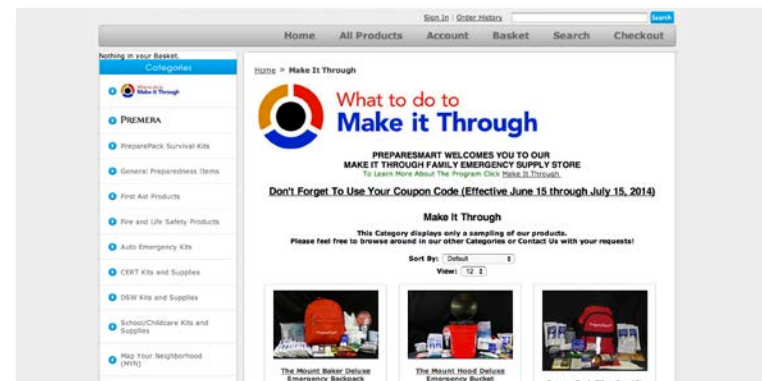 Sign In | Order History
Search
Home All Products Account Basket Search Checkout
Nothing in your Basket.
Categories
What to do to
Make it Through
PREMERA
PreparePack Survival Kits
General Preparedness Items
First Aid Products
Fire and Life Safety Products
Auto Emergency Kits
CERT Kits and Supplies
DSW Kits and Supplies
School/Childcare Kits and
Supplies
Map Your Neighborhood
(MYN)
Home » Make It Through
What to do to
Make it Through
PREPARESMART WELCOMES YOU TO OUR
MAKE IT THROUGH FAMILY EMERGENCY SUPPLY STORE
To Learn More About The Program Click Make It Through
Don't Forget To Use Your Coupon Code (Effective June 15 through July 15, 2014)
Make It Through
This Category displays only a sampling of our products.
Please feel free to browse around in our other Categories or Contact Us with your requests!
Sort By: Default
View: 12
The Mount Baker Deluxe
Emergency Backpack
The Mount Hood Deluxe
Emergency Bucket